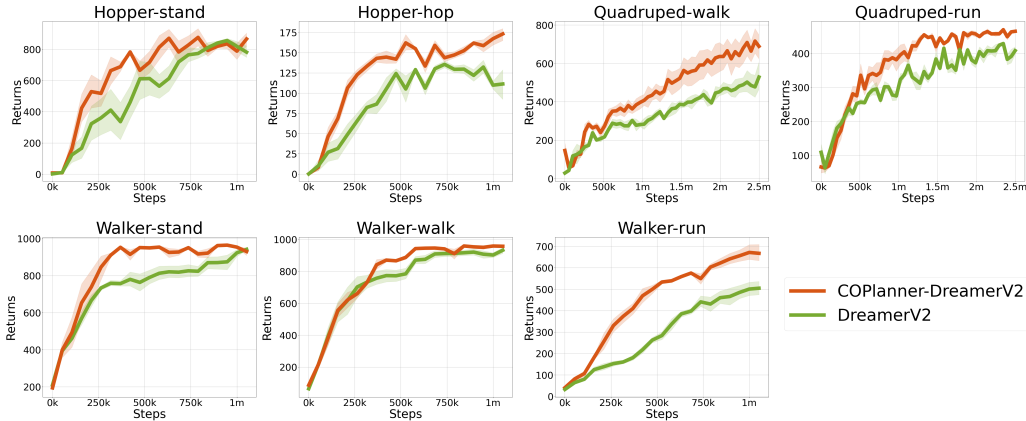 Hopper-stand
Hopper-hop
Quadruped-walk
Quadruped-run
Returns
800
600
400
200
0
0k
250k
500k
750k
1m
Steps
Returns
175
150
125
100
75
50
25
0
0k
250k
500k
750k
1m
Steps
Returns
800
600
400
200
0
0k
500k
1m
1.5m
2m
2.5m
Steps
Returns
400
300
200
100
0k
500k
1m
1.5m
2m
2.5m
Steps
Walker-stand
Walker-walk
Walker-run
Returns
1000
800
600
400
200
0k
250k
500k
750k
1m
Steps
Returns
1000
800
600
400
200
0
0k
250k
500k
750k
1m
Steps
Returns
700
600
500
400
300
200
100
0
0k
250k
500k
750k
1m
Steps
COPlanner-DreamerV2
DreamerV2